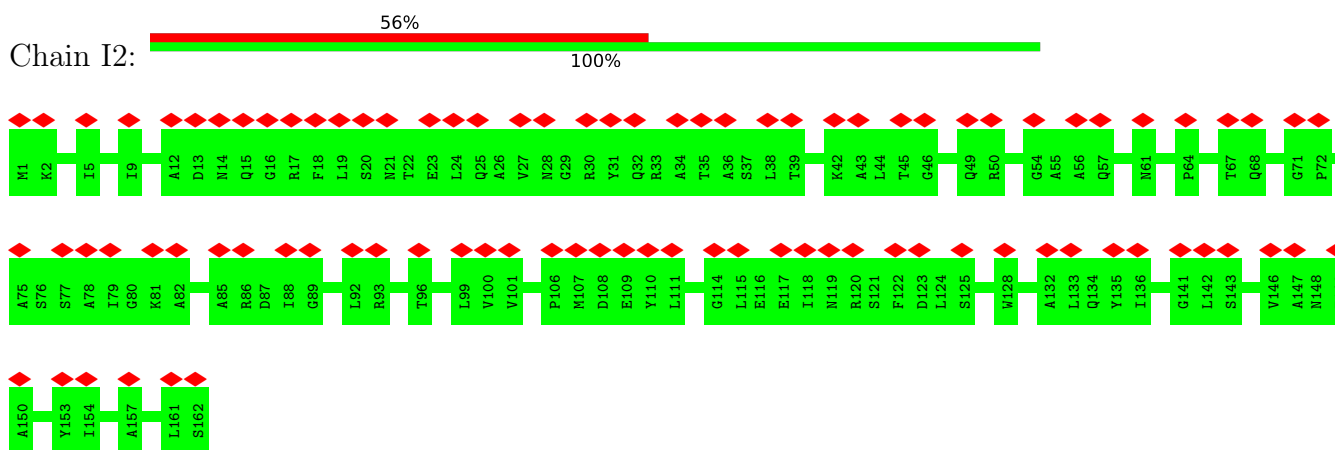 56%
Chain I2:
100%
M1 K2 I5 I9 A12 D13 N14 Q15 G16 R17 F18 L19 S20 N21 T22 E23 L24 Q25 A26 V27 N28 G29 R30 Y31 Q32 R33 A34 T35 A36 S37 L38 T39 K42 A43 L44 T45 G46 Q49 R50 G54 A55 A56 Q57 N61 P64 T67 Q68 G71 P72
A75 S76 S77 A78 I79 G80 K81 A82 A85 R86 D87 I88 G89 L92 R93 T96 L99 V100 V101 P106 M107 D108 E109 Y110 L111 G114 L115 E116 E117 I118 N119 R120 S121 F122 D123 L124 S125 W128 A132 L133 Q134 Y135 I136 G141 L142 S143 V146 A147 N148
A150 Y153 I154 A157 L161 S162